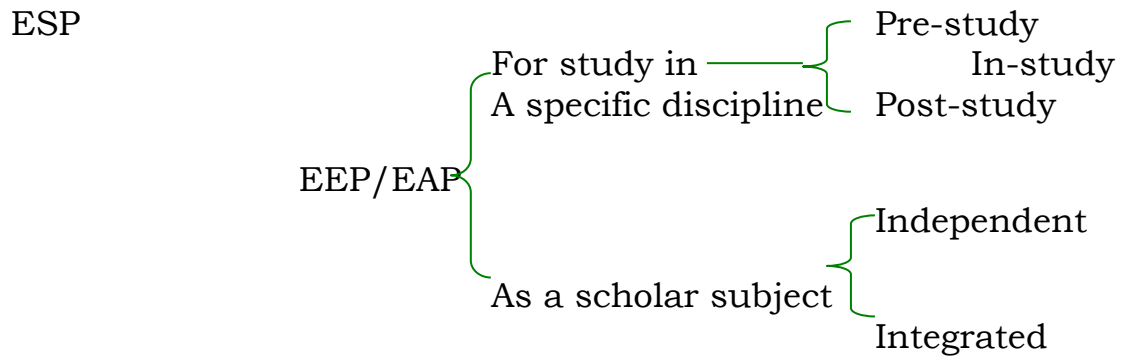 ESP
Pre-study
For study in
In-study
A specific discipline
Post-study
EEP/EAP
Independent
As a scholar subject
Integrated